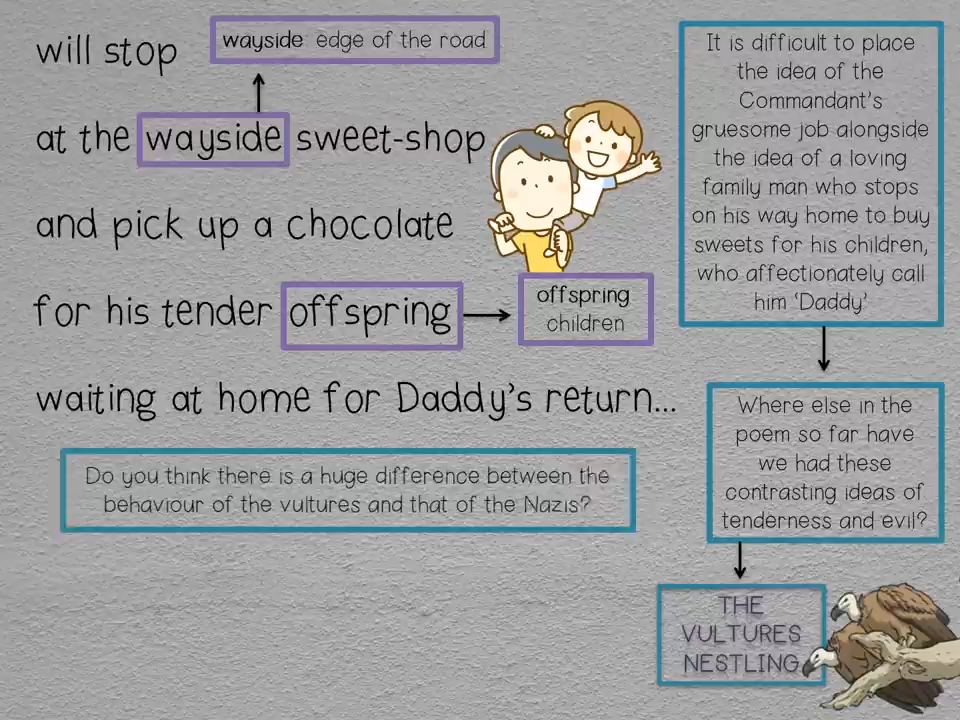 will stop
wayside edge of the road
at the wayside sweet-shop
and pick up a chocolate
for his tender offspring
offspring
children
waiting at home for Daddy's return...
Do you think there is a huge difference between the
behaviour of the vultures and that of the Nazis?
It is difficult to place
the idea of the
Commandant's
gruesome job alongside
the idea of a loving
family man who stops
on his way home to buy
sweets for his children,
who affectionately call
him 'Daddy'
Where else in the
poem so far have
we had these
contrasting ideas of
tenderness and evil?
THE
VULTURES
NESTLING